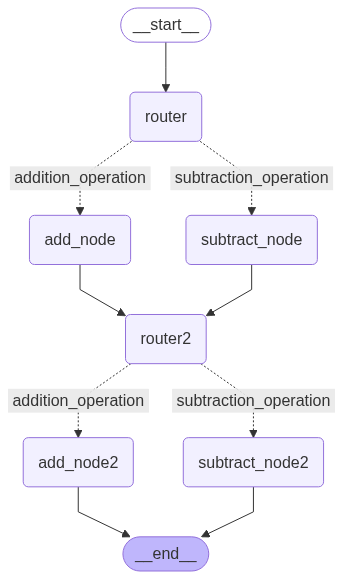 __start__
router
addition_operation
subtraction_operation
add_node
subtract_node
router2
addition_operation
subtraction_operation
add_node2
subtract_node2
__end__